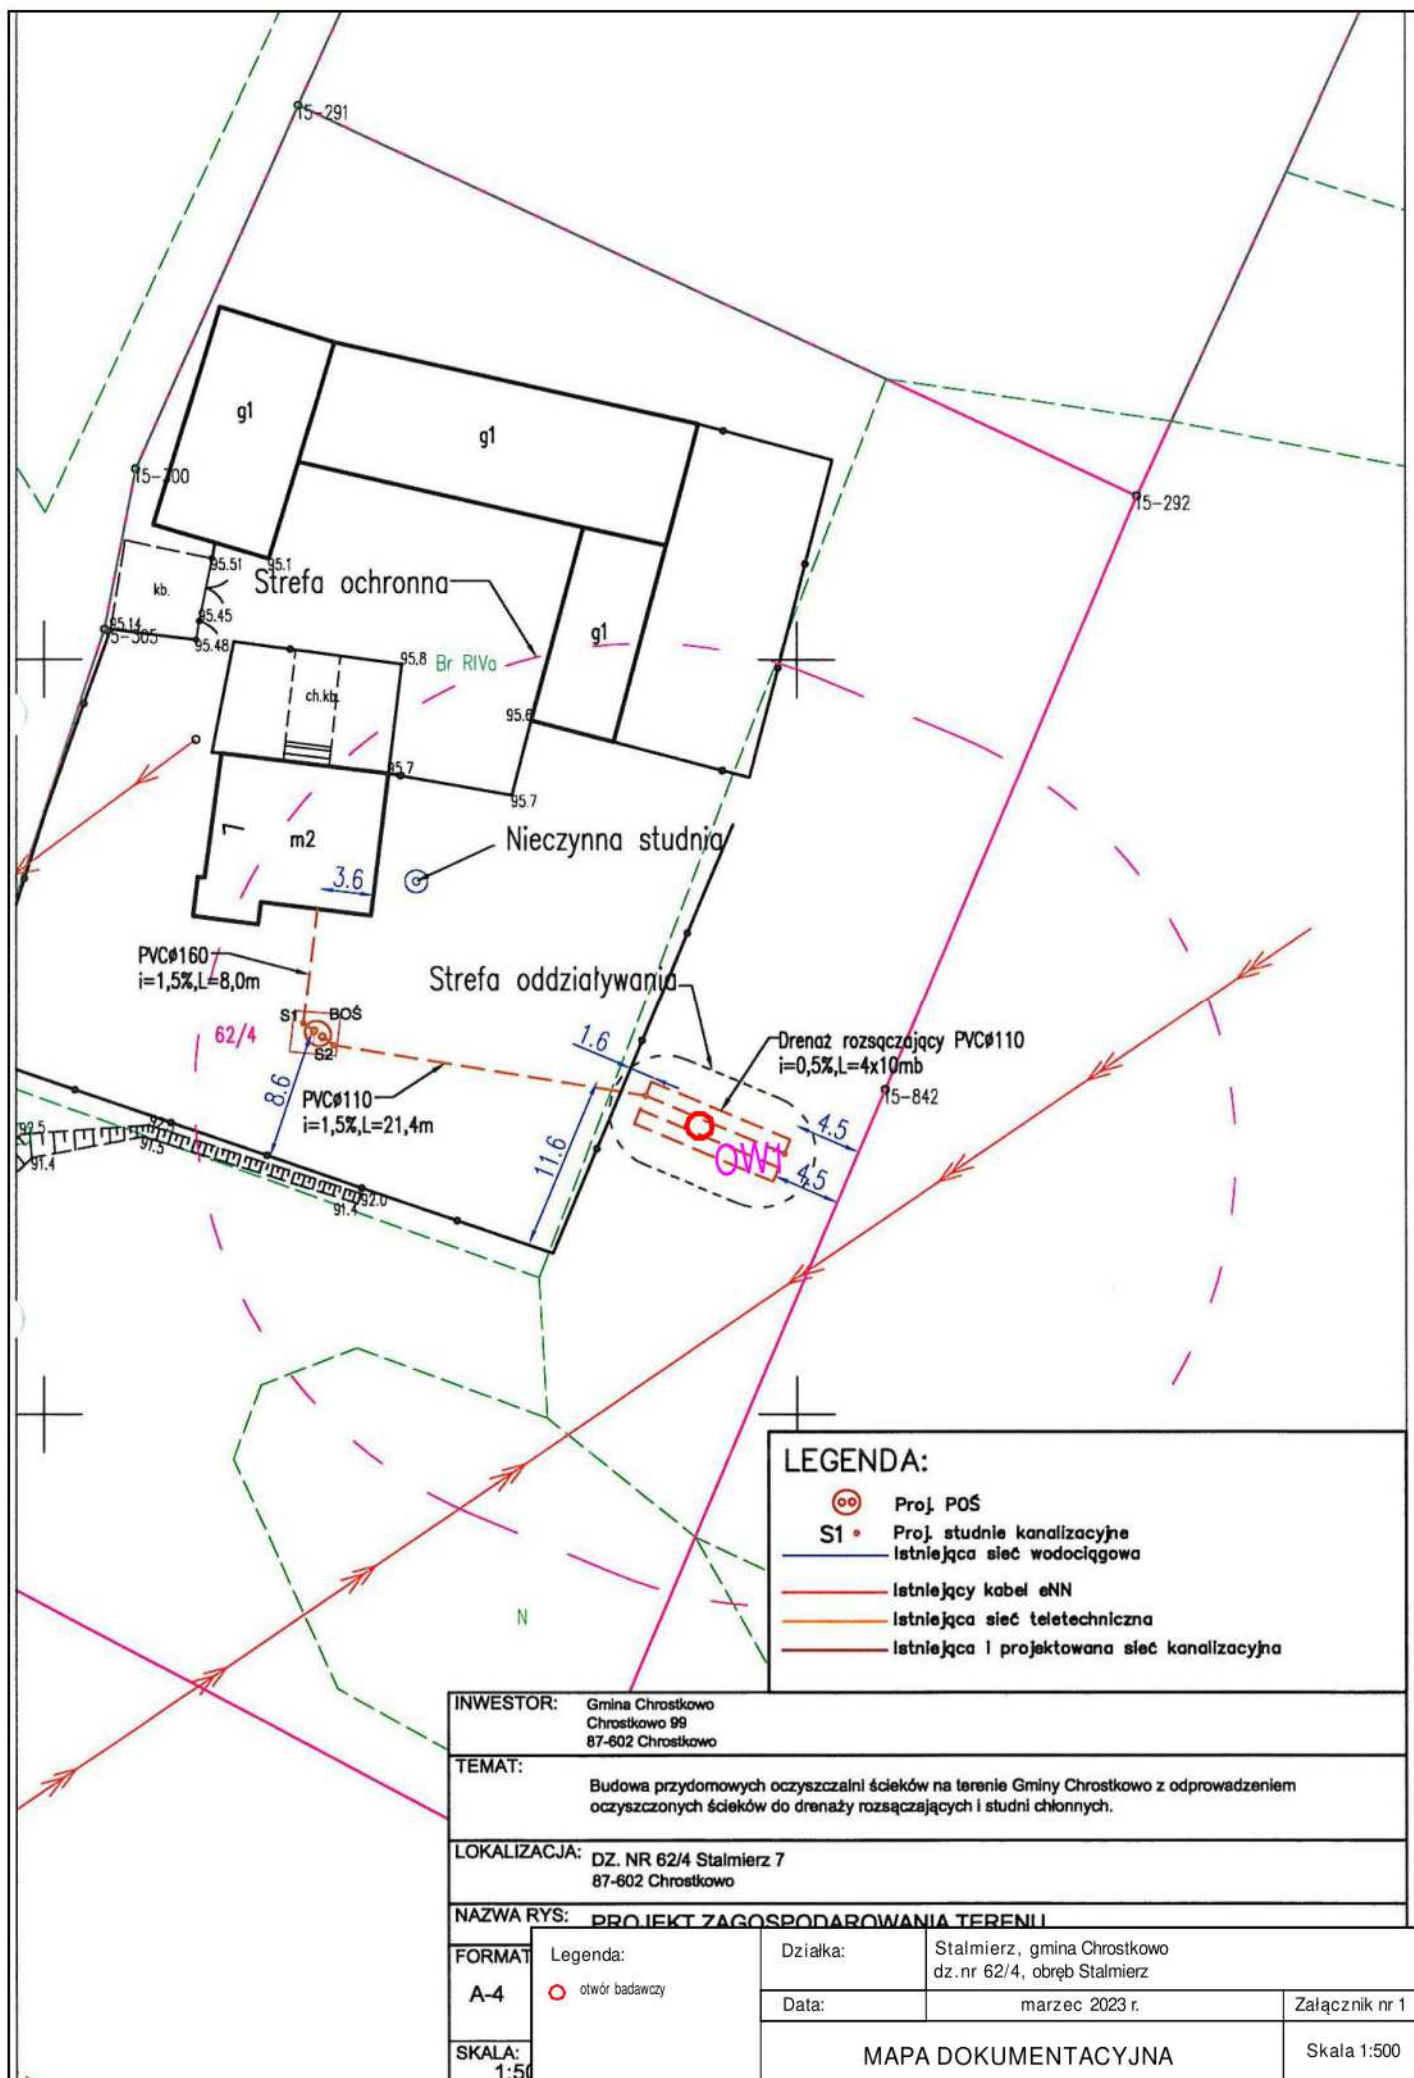 15-291
g1
g1
15-300
15-292
95.51
95.1
Strefa ochronna
kb.
95.45
95.14
95.48
g1
95.8
Br RIVa
ch.kb.
95.6
95.7
95.7
7
m2
Nieczynna studnia
3.6
PVCø160
i=1,5%,L=8,0m
Strefa oddziaływania
S1
BOŚ
62/4
S2
1.6
Drenaż rozsączający PVCø110
i=0,5%,L=4x10mb
8.6
PVCø110
i=1,5%,L=21,4m
15-842
4.5
92.5
91.5
91.4
11.6
OW1
4.5
92.0
91.4
LEGENDA:
Proj. POŚ
S1
Proj. studnie kanalizacyjne
Istniejąca sieć wodociągowa
Istniejący kabel eNN
Istniejąca sieć teletechniczna
Istniejąca i projektowana sieć kanalizacyjna
N
INWESTOR: Gmina Chrostkowo
Chrostkowo 99
87-602 Chrostkowo
TEMAT:
Budowa przydomowych oczyszczalni ścieków na terenie Gminy Chrostkowo z odprowadzeniem
oczyszczonych ścieków do drenaży rozsączających i studni chłonnych.
LOKALIZACJA: DZ. NR 62/4 Stalmierz 7
87-602 Chrostkowo
NAZWA RYS: PROJEKT ZAGOSPODAROWANIA TERENU
FORMAT
A-4
SKALA:
Legenda:
otwór badawczy
Działka:
Stalmierz, gmina Chrostkowo
dz.nr 62/4, obręb Stalmierz
Data:
marzec 2023 r.
Załącznik nr 1
MAPA DOKUMENTACYJNA
Skala 1:500